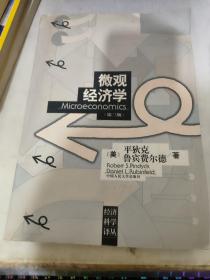 微观
经济学
Microeconomics
(第三版)
[美] 平狄克
鲁宾费尔德 著
Robert S.Pindyck
Daniel L.Rubinfeld
中国人民大学出版社
经济
科学
译丛